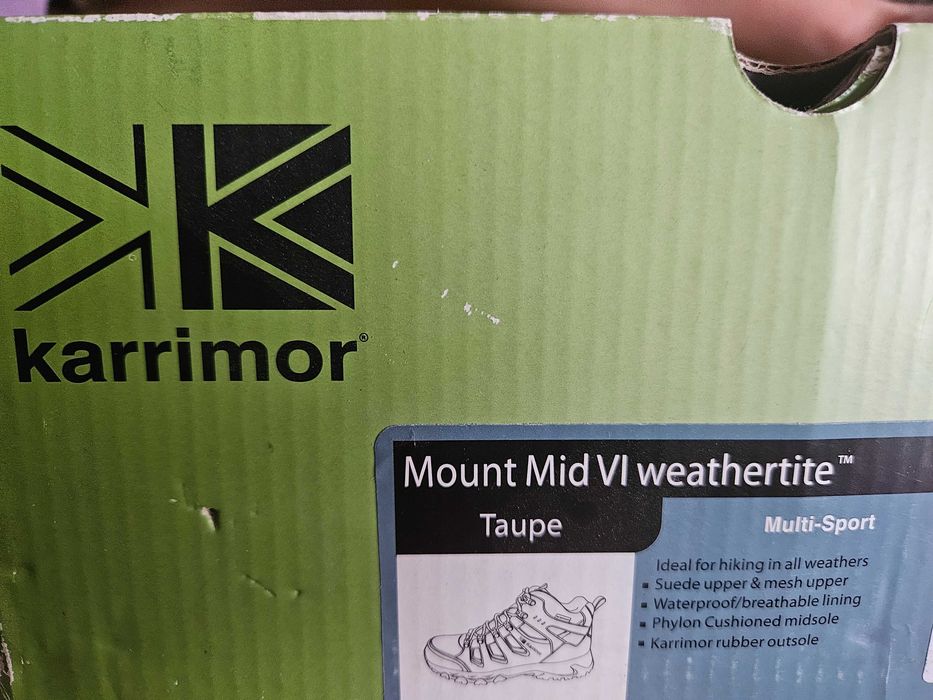 karrimor®
Mount Mid VI weathertite™
Taupe
Multi-Sport
Ideal for hiking in all weathers
▪ Suede upper & mesh upper
▪ Waterproof/breathable lining
▪ Phylon Cushioned midsole
▪ Karrimor rubber outsole